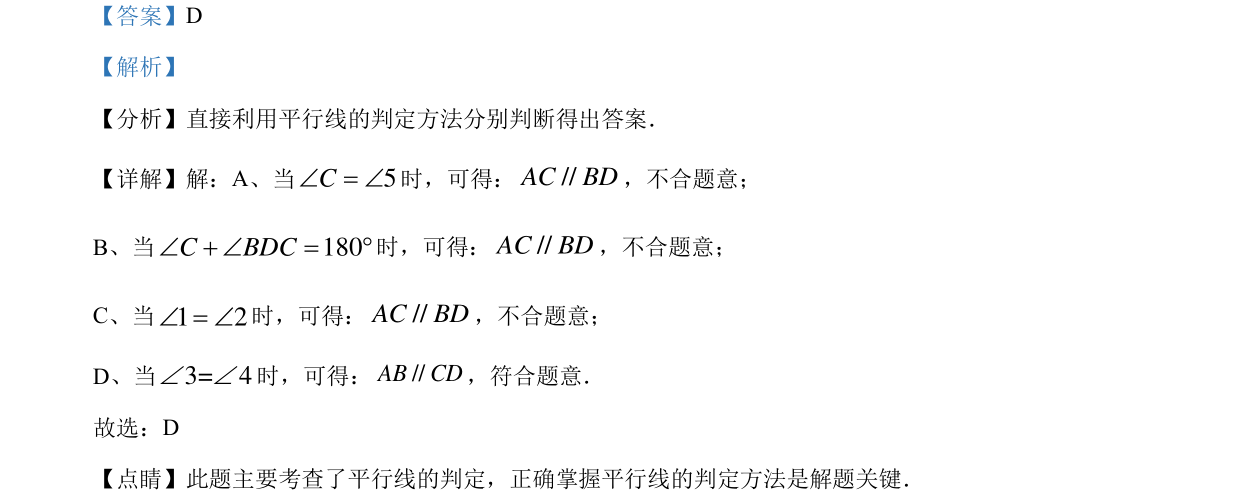 【答案】D
【解析】
【分析】直接利用平行线的判定方法分别判断得出答案．
【详解】解：A、当∠C = ∠5时，可得：AC // BD，不合题意；
B、当∠C + ∠BDC = 180°时，可得：AC // BD，不合题意；
C、当∠1 = ∠2时，可得：AC // BD，不合题意；
D、当∠3=∠4时，可得：AB // CD，符合题意．
故选：D
【点睛】此题主要考查了平行线的判定，正确掌握平行线的判定方法是解题关键．